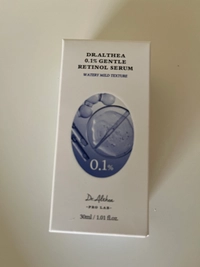 DR.ALTHEA
0.1% GENTLE
RETINOL SERUM
WATERY MILD TEXTURE
0.1%
Dr. Althea
-PRO LAB-
30ml / 1.01 fl.oz.